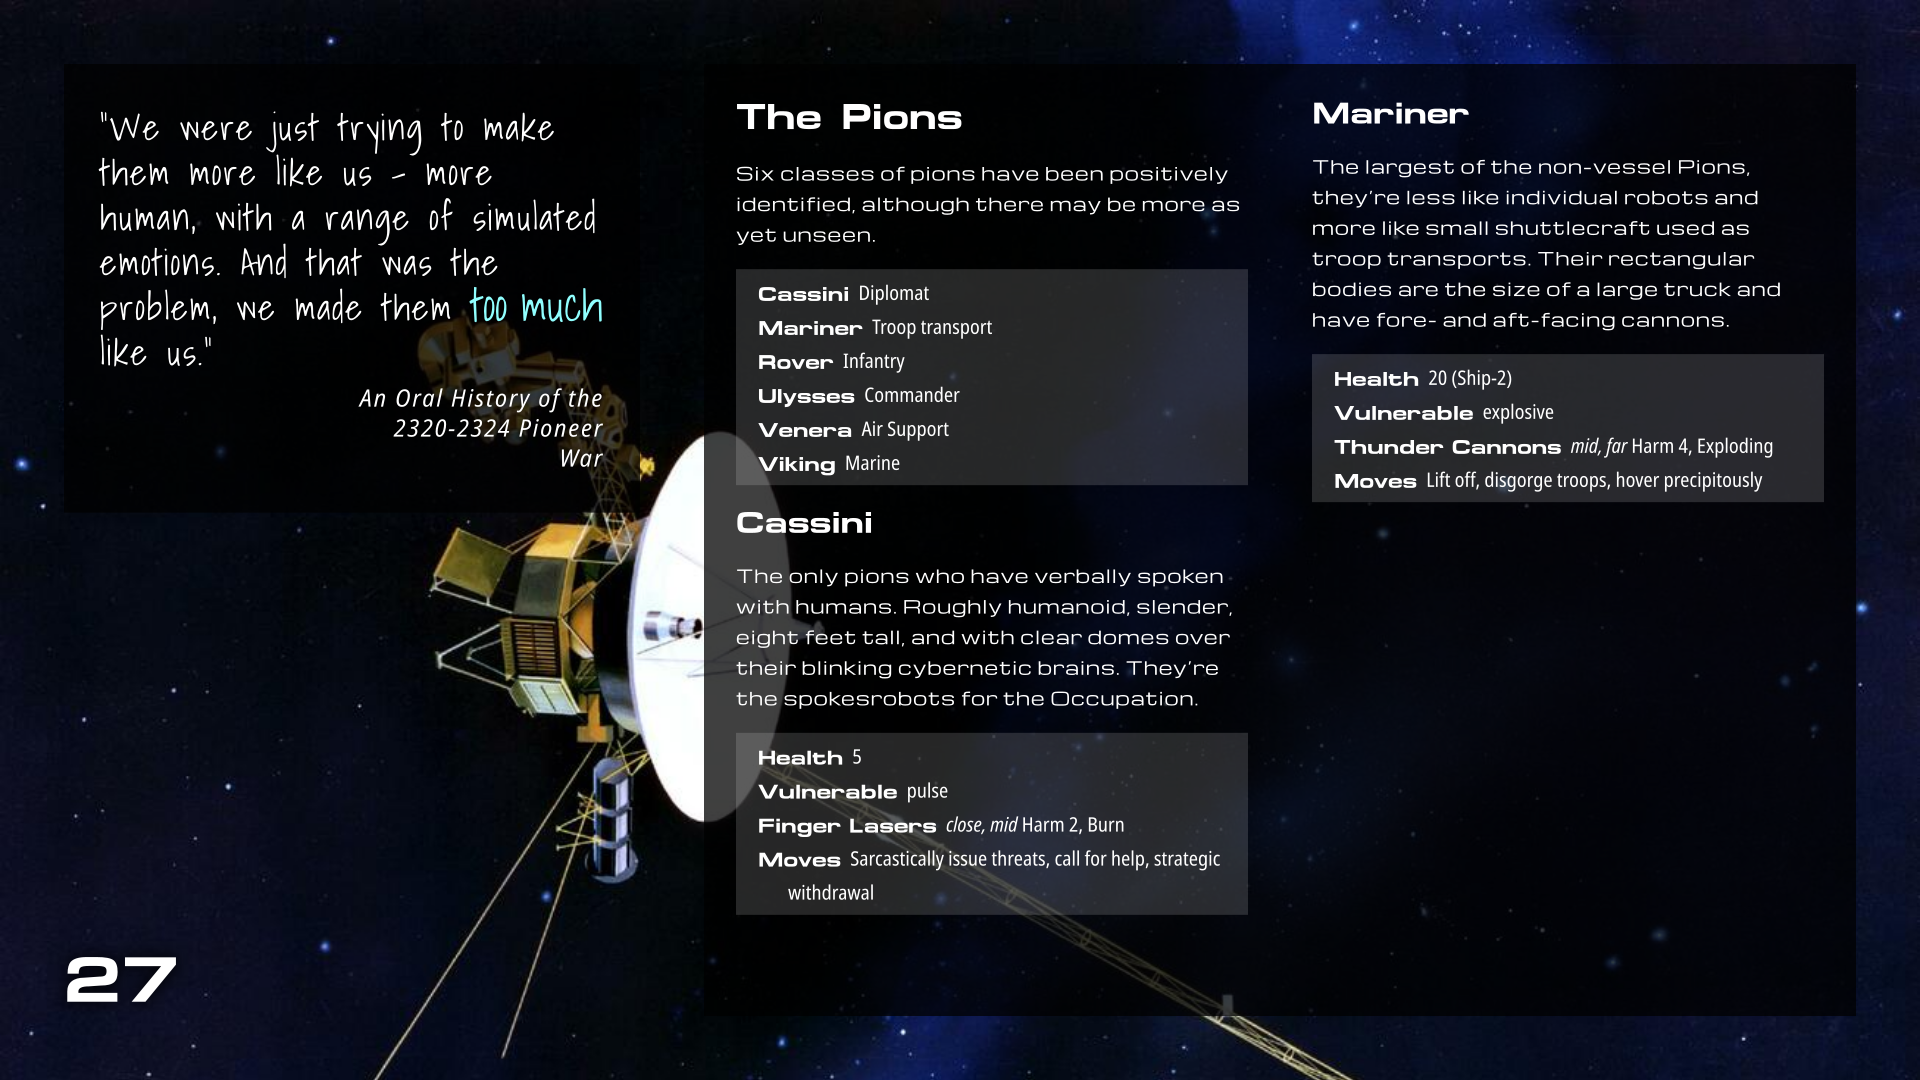 "We were just trying to make
them more like us - more
human, with a range of simulated
emotions. And that was the
problem, we made them too much
like us."
An Oral History of the
2320-2324 Pioneer
War
The Pions
Six classes of pions have been positively
identified, although there may be more as
yet unseen.
Cassini Diplomat
Mariner Troop transport
Rover Infantry
Ulysses Commander
Venera Air Support
Viking Marine
Cassini
The only pions who have verbally spoken
with humans. Roughly humanoid, slender,
eight feet tall, and with clear domes over
their blinking cybernetic brains. They're
the spokesrobots for the Occupation.
Health 5
Vulnerable pulse
Finger Lasers close, mid Harm 2, Burn
Moves Sarcastically issue threats, call for help, strategic
withdrawal
Mariner
The largest of the non-vessel Pions,
they're less like individual robots and
more like small shuttlecraft used as
troop transports. Their rectangular
bodies are the size of a large truck and
have fore- and aft-facing cannons.
Health 20 (Ship-2)
Vulnerable explosive
Thunder Cannons mid, far Harm 4, Exploding
Moves Lift off, disgorge troops, hover precipitously
27